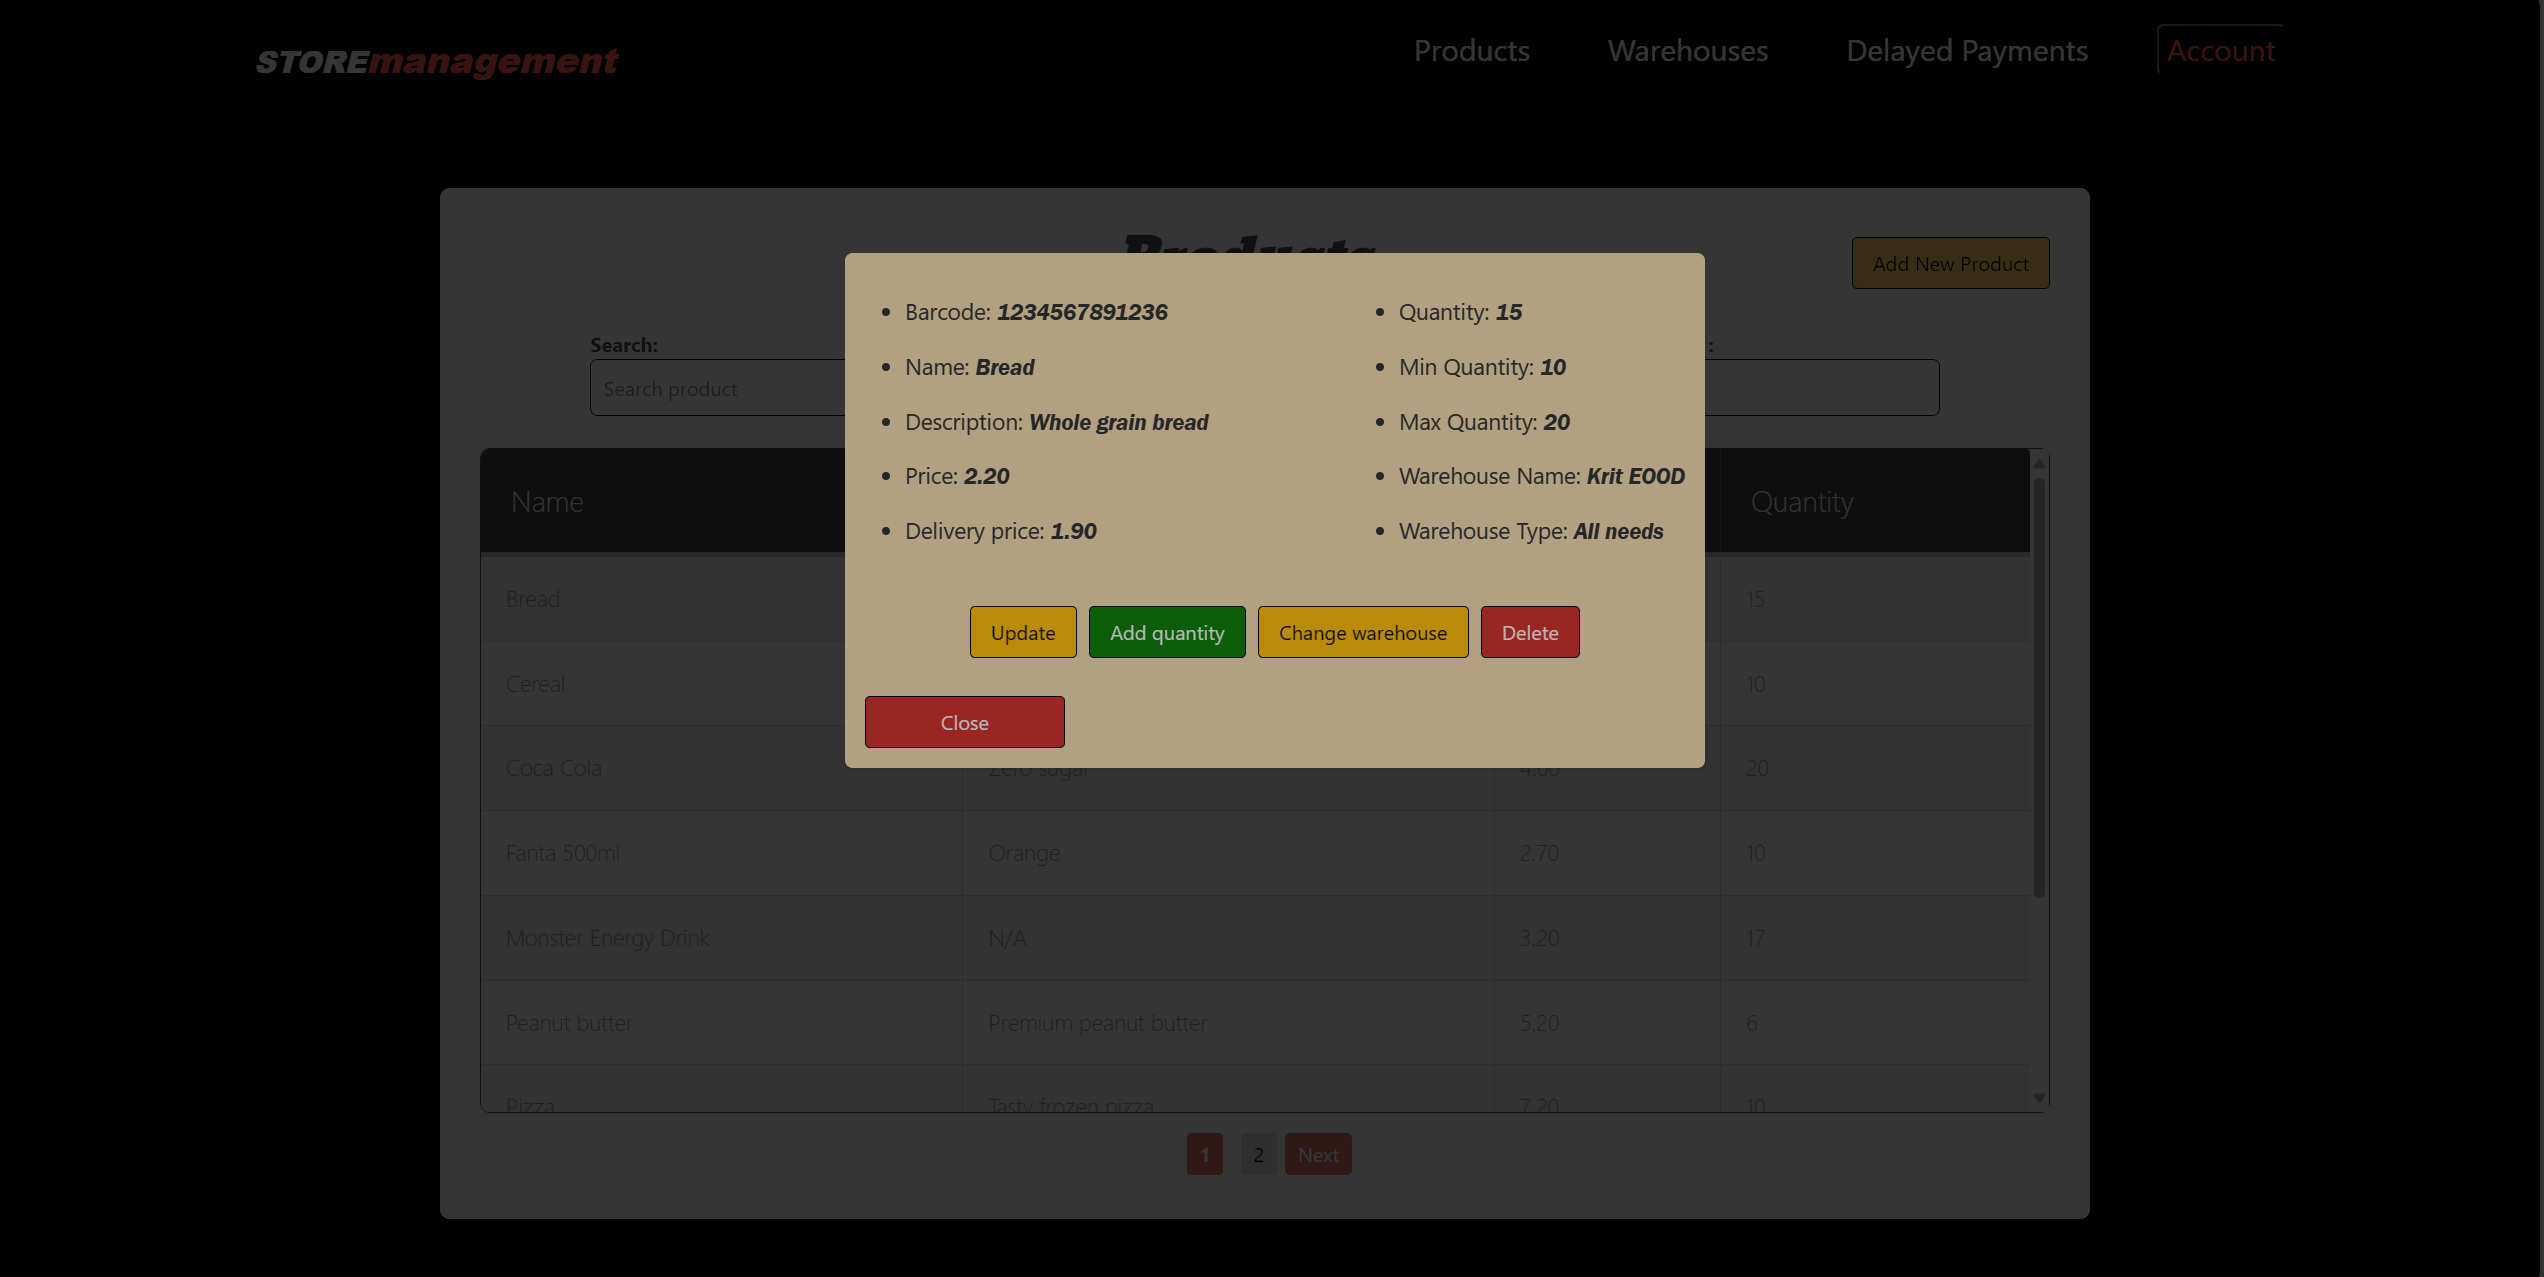 STOREmanagement
Products
Warehouses
Delayed Payments
Account
Products
Add New Product
Search:
:
Search product
Barcode: 1234567891236
Name: Bread
Description: Whole grain bread
Price: 2.20
Delivery price: 1.90
Quantity: 15
Min Quantity: 10
Max Quantity: 20
Warehouse Name: Krit EOOD
Warehouse Type: All needs
Update
Add quantity
Change warehouse
Delete
Close
Name
Quantity
Bread
15
Cereal
10
Coca Cola
Zero sugar
4.00
20
Fanta 500ml
Orange
2.70
10
Monster Energy Drink
N/A
3.20
17
Peanut butter
Premium peanut butter
5.20
6
Pizza
Tasty frozen pizza
7.20
10
1
2
Next